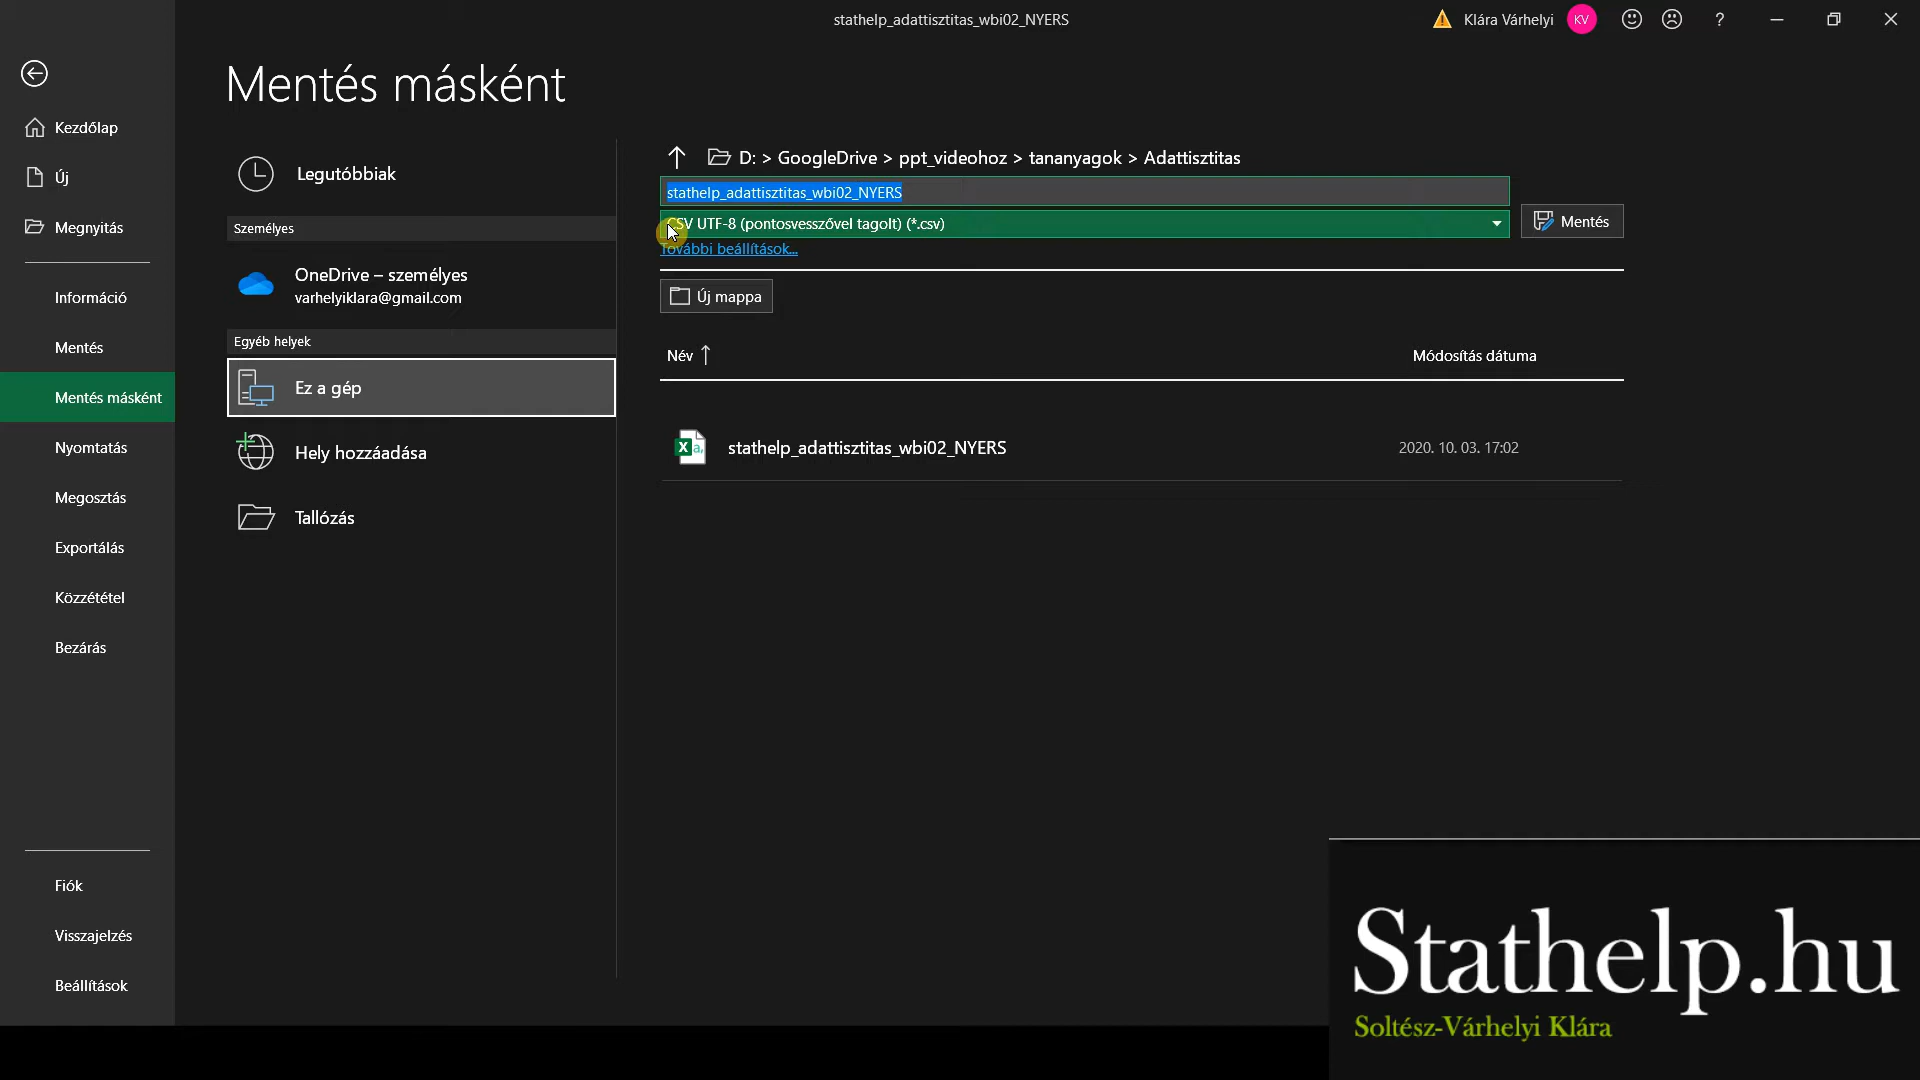 stathelp_adattisztitas_wbi02_NYERS
Klára Várhelyi
KV
?
Mentés másként
Kezdőlap
Új
Megnyitás
Információ
Mentés
Mentés másként
Nyomtatás
Megosztás
Exportálás
Közzététel
Bezárás
Fiók
Visszajelzés
Beállítások
Legutóbbiak
Személyes
OneDrive – személyes
varhelyiklara@gmail.com
Egyéb helyek
Ez a gép
Hely hozzáadása
Tallózás
D: > GoogleDrive > ppt_videohoz > tananyagok > Adattisztitas
stathelp_adattisztitas_wbi02_NYERS
CSV UTF-8 (pontosvesszővel tagolt) (*.csv)
Mentés
További beállítások...
Új mappa
Név
Módosítás dátuma
stathelp_adattisztitas_wbi02_NYERS
2020. 10. 03. 17:02
Stathelp.hu
Soltész-Várhelyi Klára